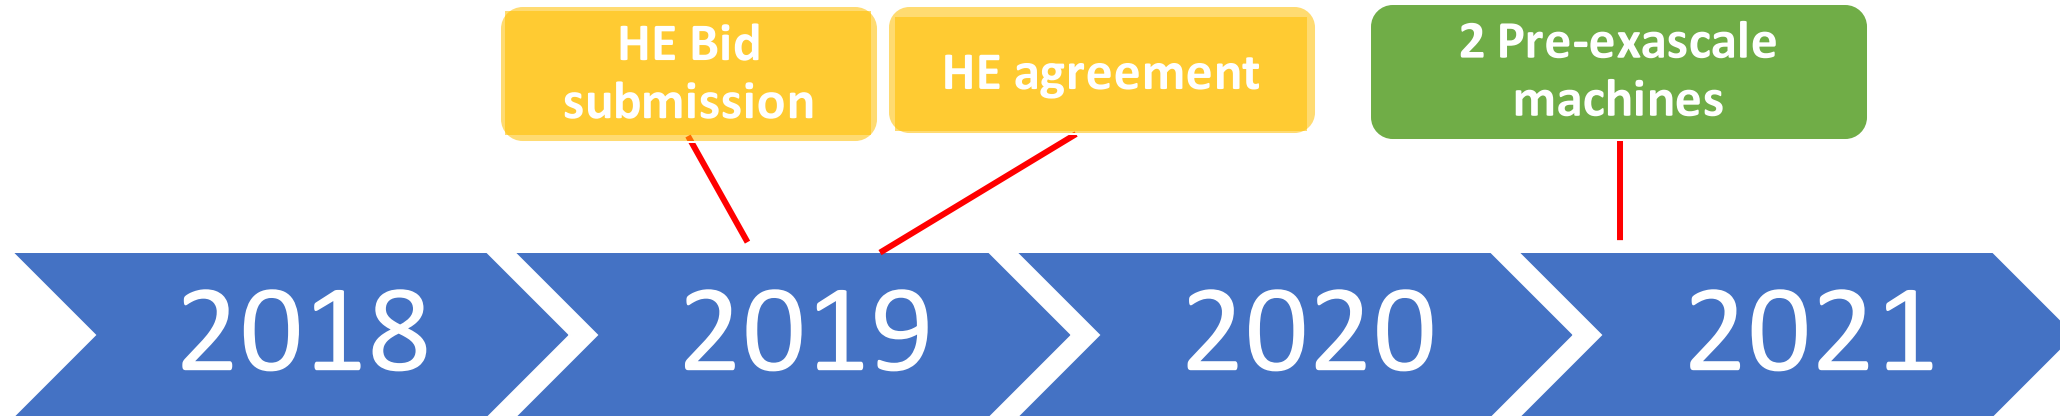 HE Bid
submission
HE agreement
2 Pre-exascale
machines
2018
2019
2020
2021